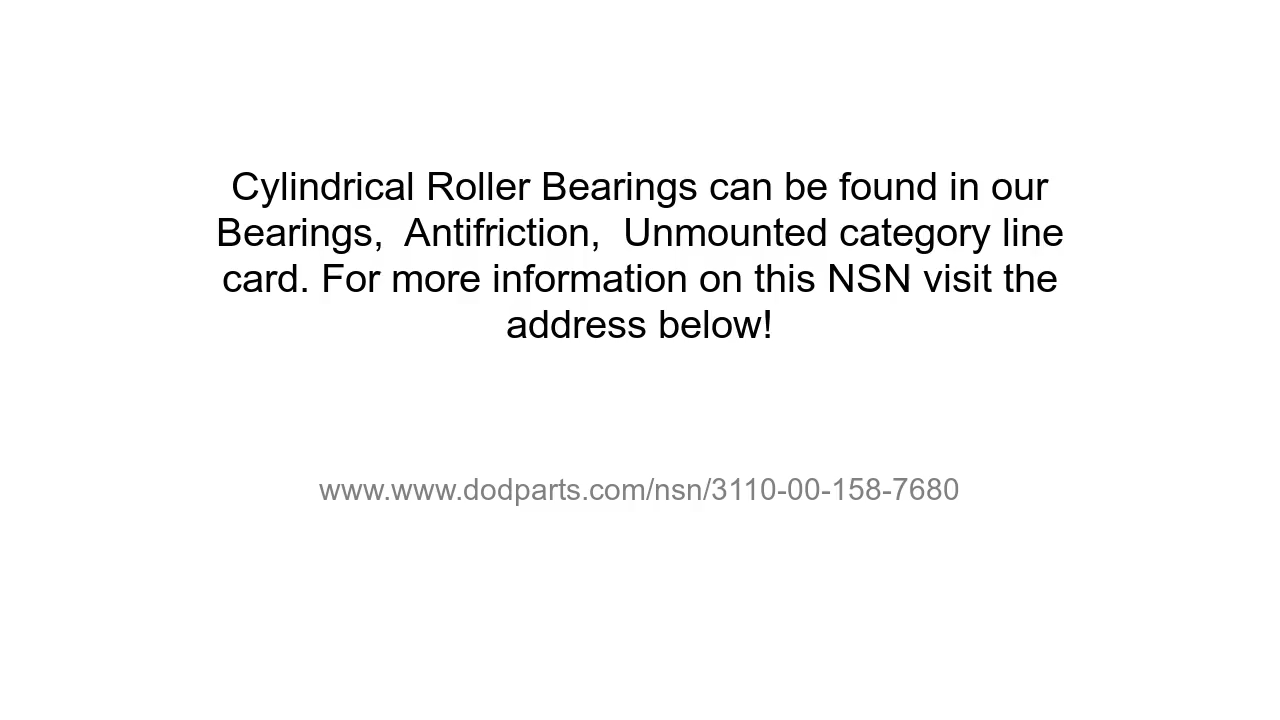 Cylindrical Roller Bearings can be found in our
Bearings,  Antifriction,  Unmounted category line
card. For more information on this NSN visit the
address below!
www.www.dodparts.com/nsn/3110-00-158-7680